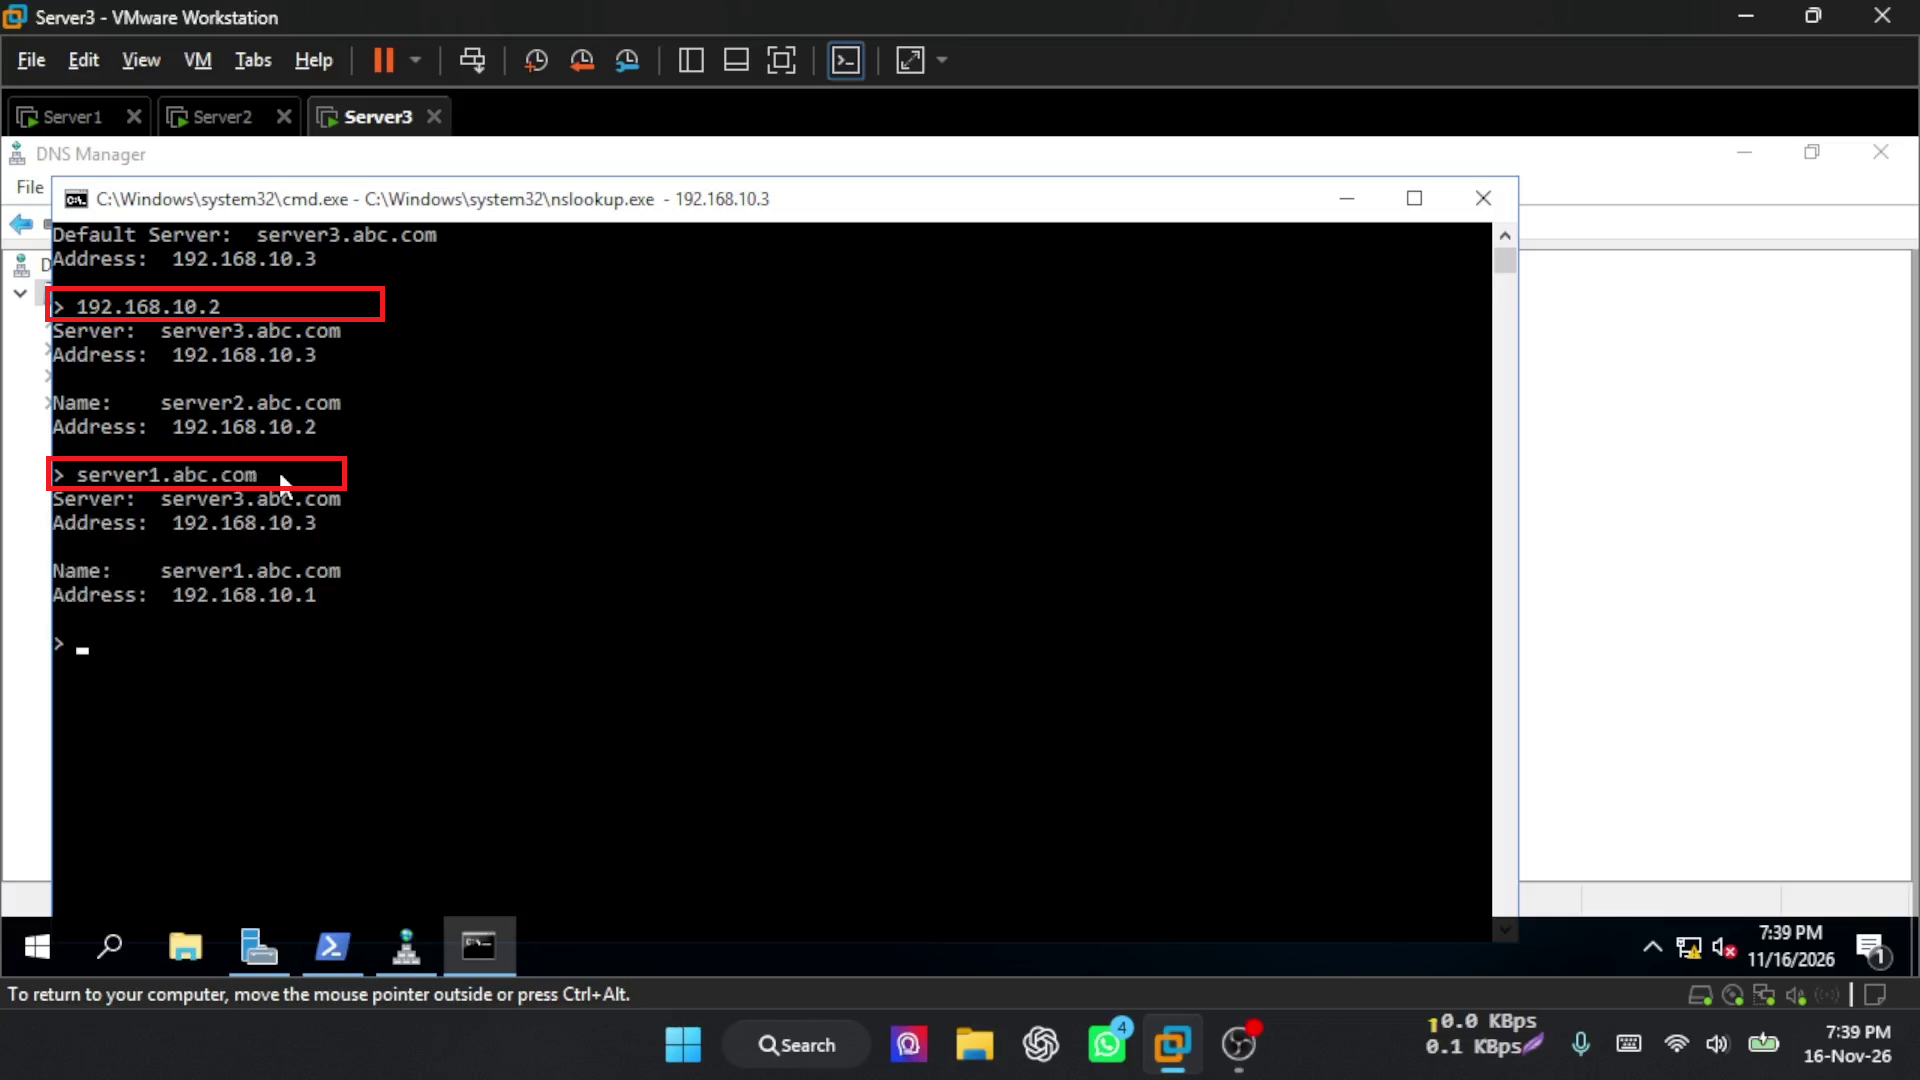 Server3 - VMware Workstation
File Edit View VM Tabs Help
Server1 Server2 Server3
DNS Manager
File
C:\Windows\system32\cmd.exe - C:\Windows\system32\nslookup.exe - 192.168.10.3
Default Server: server3.abc.com
Address: 192.168.10.3
> 192.168.10.2
Server: server3.abc.com
Address: 192.168.10.3
Name: server2.abc.com
Address: 192.168.10.2
> server1.abc.com
Server: server3.abc.com
Address: 192.168.10.3
Name: server1.abc.com
Address: 192.168.10.1
>
7:39 PM
11/16/2026
1
To return to your computer, move the mouse pointer outside or press Ctrl+Alt.
Search
4
0.0 KBps
0.1 KBps
7:39 PM
16-Nov-26